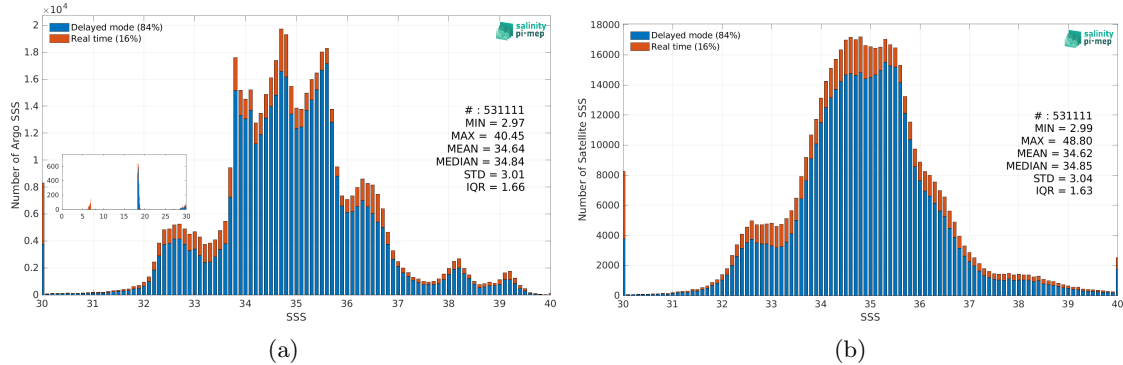 ×10⁴
2
1.8
1.6
1.4
1.2
1
0.8
0.6
0.4
0.2
0
Number of Argo SSS
Delayed mode (84%)
Real time (16%)
salinity
pi-mep
# : 531111
MIN = 2.97
MAX = 40.45
MEAN = 34.64
MEDIAN = 34.84
STD = 3.01
IQR = 1.66
600
400
200
0
0 5 10 15 20 25 30
30 31 32 33 34 35 36 37 38 39 40
SSS
(a)
18000
16000
14000
12000
10000
8000
6000
4000
2000
0
Number of Satellite SSS
Delayed mode (84%)
Real time (16%)
salinity
pi-mep
# : 531111
MIN = 2.99
MAX = 48.80
MEAN = 34.62
MEDIAN = 34.85
STD = 3.04
IQR = 1.63
30 31 32 33 34 35 36 37 38 39 40
SSS
(b)